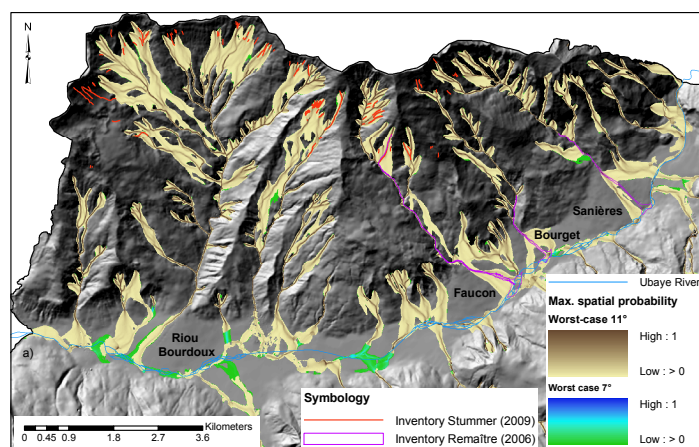 N
Sanières
Bourget
Faucon
Riou
Bourdoux
a)
Kilometers
0 0.45 0.9 1.8 2.7 3.6
Symbology
Inventory Stummer (2009)
Inventory Remaître (2006)
Ubaye River
Max. spatial probability
Worst-case 11°
High : 1
Low : > 0
Worst case 7°
High : 1
Low : > 0